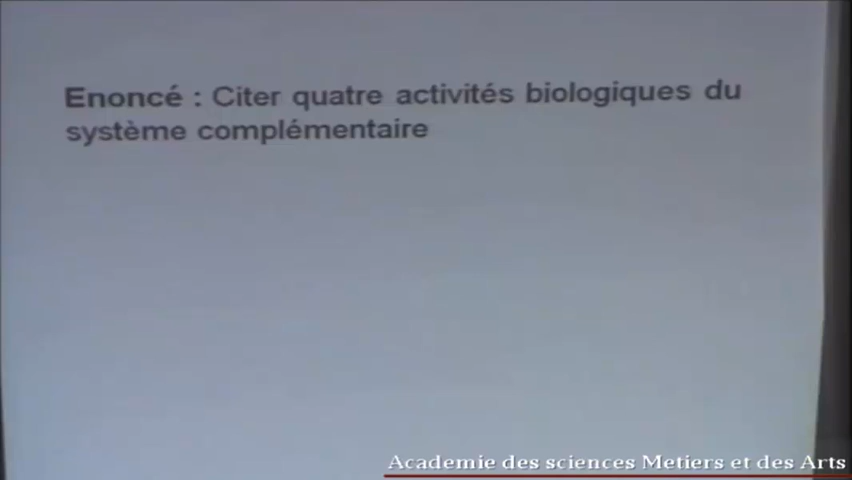 Enoncé : Citer quatre activités biologiques du
système complémentaire
Academie des sciences Metiers et des Arts